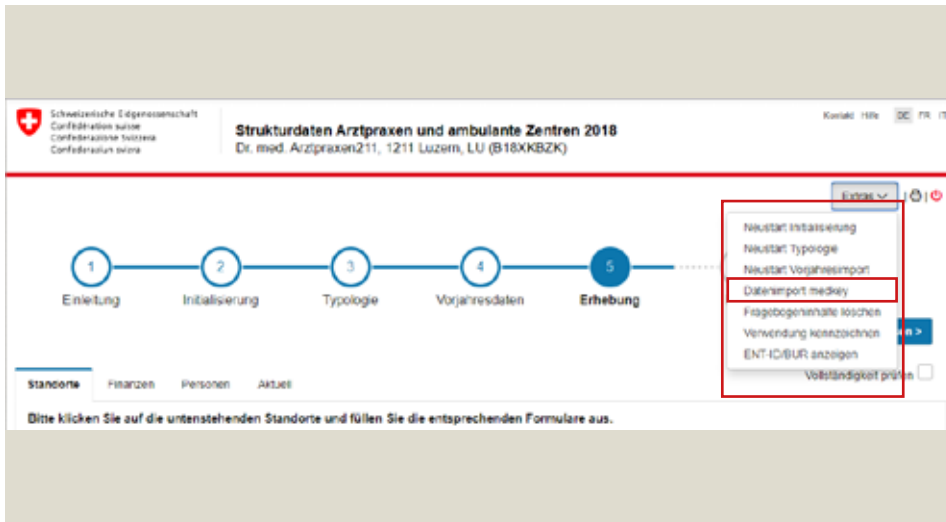 Schweizerische Eidgenossenschaft
Confédération suisse
Confederazione Svizzera
Confederaziun svizra
Strukturdaten Arztpraxen und ambulante Zentren 2018
Dr. med. Arztpraxen211, 1211 Luzern, LU (B18XKBZK)
Kontakt Hilfe DE FR IT
Extras
Neustart Initialisierung
Neustart Typologie
Neustart Vorjahresimport
Datenimport medkey
Fragebogeninhalte löschen
Verwendung kennzeichnen
ENT-ID/BUR anzeigen
1 2 3 4 5
Einleitung Initialisierung Typologie Vorjahresdaten Erhebung
en >
Vollständigkeit prüfen
Standorte Finanzen Personen Aktuell
Bitte klicken Sie auf die untenstehenden Standorte und füllen Sie die entsprechenden Formulare aus.